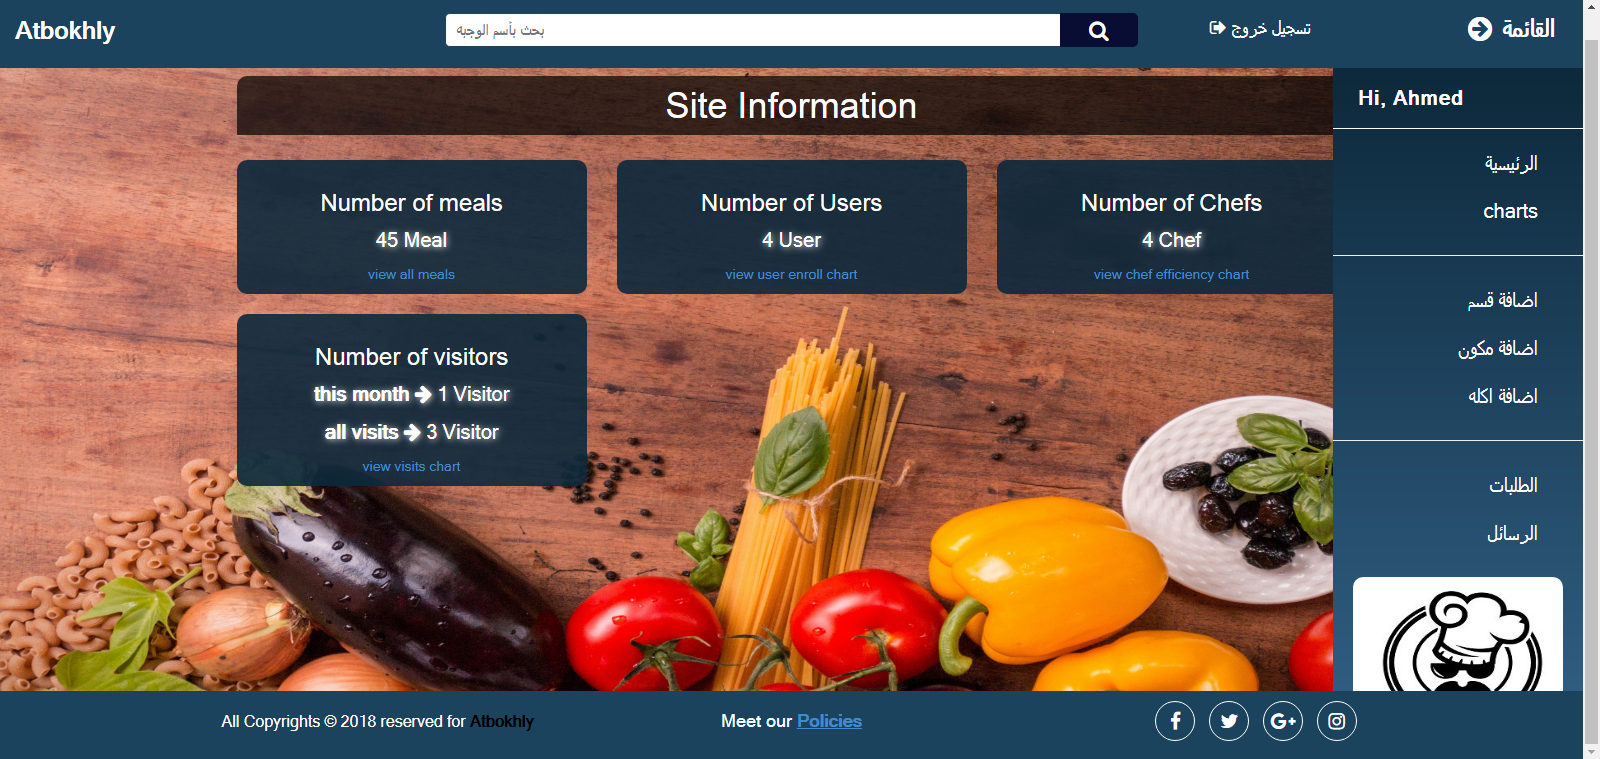 Atbokhly
بحث بأسم الوجبه
تسجيل خروج
القائمة
Site Information
Number of meals
45 Meal
view all meals
Number of Users
4 User
view user enroll chart
Number of Chefs
4 Chef
view chef efficiency chart
Number of visitors
this month 1 Visitor
all visits 3 Visitor
view visits chart
Hi, Ahmed
الرئيسية
charts
اضافة قسم
اضافة مكون
اضافة اكله
الطلبات
الرسائل
All Copyrights © 2018 reserved for Atbokhly
Meet our Policies